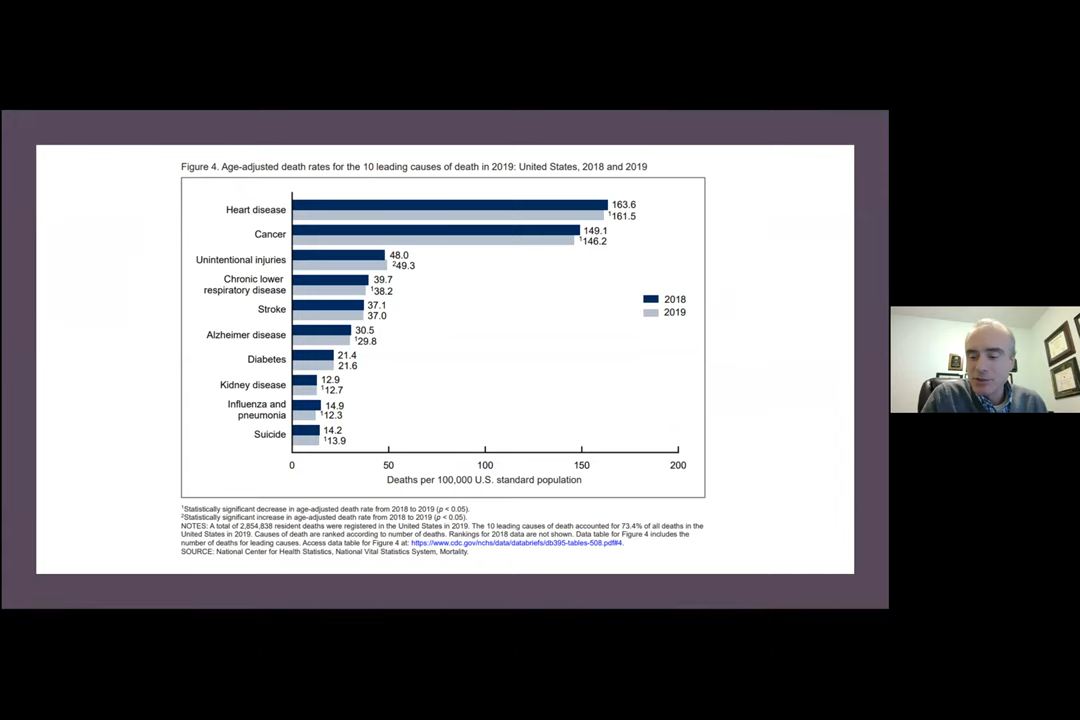 Figure 4. Age-adjusted death rates for the 10 leading causes of death in 2019: United States, 2018 and 2019
Heart disease
163.6
¹161.5
Cancer
149.1
¹146.2
Unintentional injuries
48.0
²49.3
Chronic lower
respiratory disease
39.7
¹38.2
Stroke
37.1
37.0
Alzheimer disease
30.5
¹29.8
Diabetes
21.4
21.6
Kidney disease
12.9
¹12.7
Influenza and
pneumonia
14.9
¹12.3
Suicide
14.2
¹13.9
2018
2019
0 50 100 150 200
Deaths per 100,000 U.S. standard population
¹Statistically significant decrease in age-adjusted death rate from 2018 to 2019 (p < 0.05).
²Statistically significant increase in age-adjusted death rate from 2018 to 2019 (p < 0.05).
NOTES: A total of 2,854,838 resident deaths were registered in the United States in 2019. The 10 leading causes of death accounted for 73.4% of all deaths in the
United States in 2019. Causes of death are ranked according to number of deaths. Rankings for 2018 data are not shown. Data table for Figure 4 includes the
number of deaths for leading causes. Access data table for Figure 4 at: https://www.cdc.gov/nchs/data/databriefs/db395-tables-508.pdf#4.
SOURCE: National Center for Health Statistics, National Vital Statistics System, Mortality.